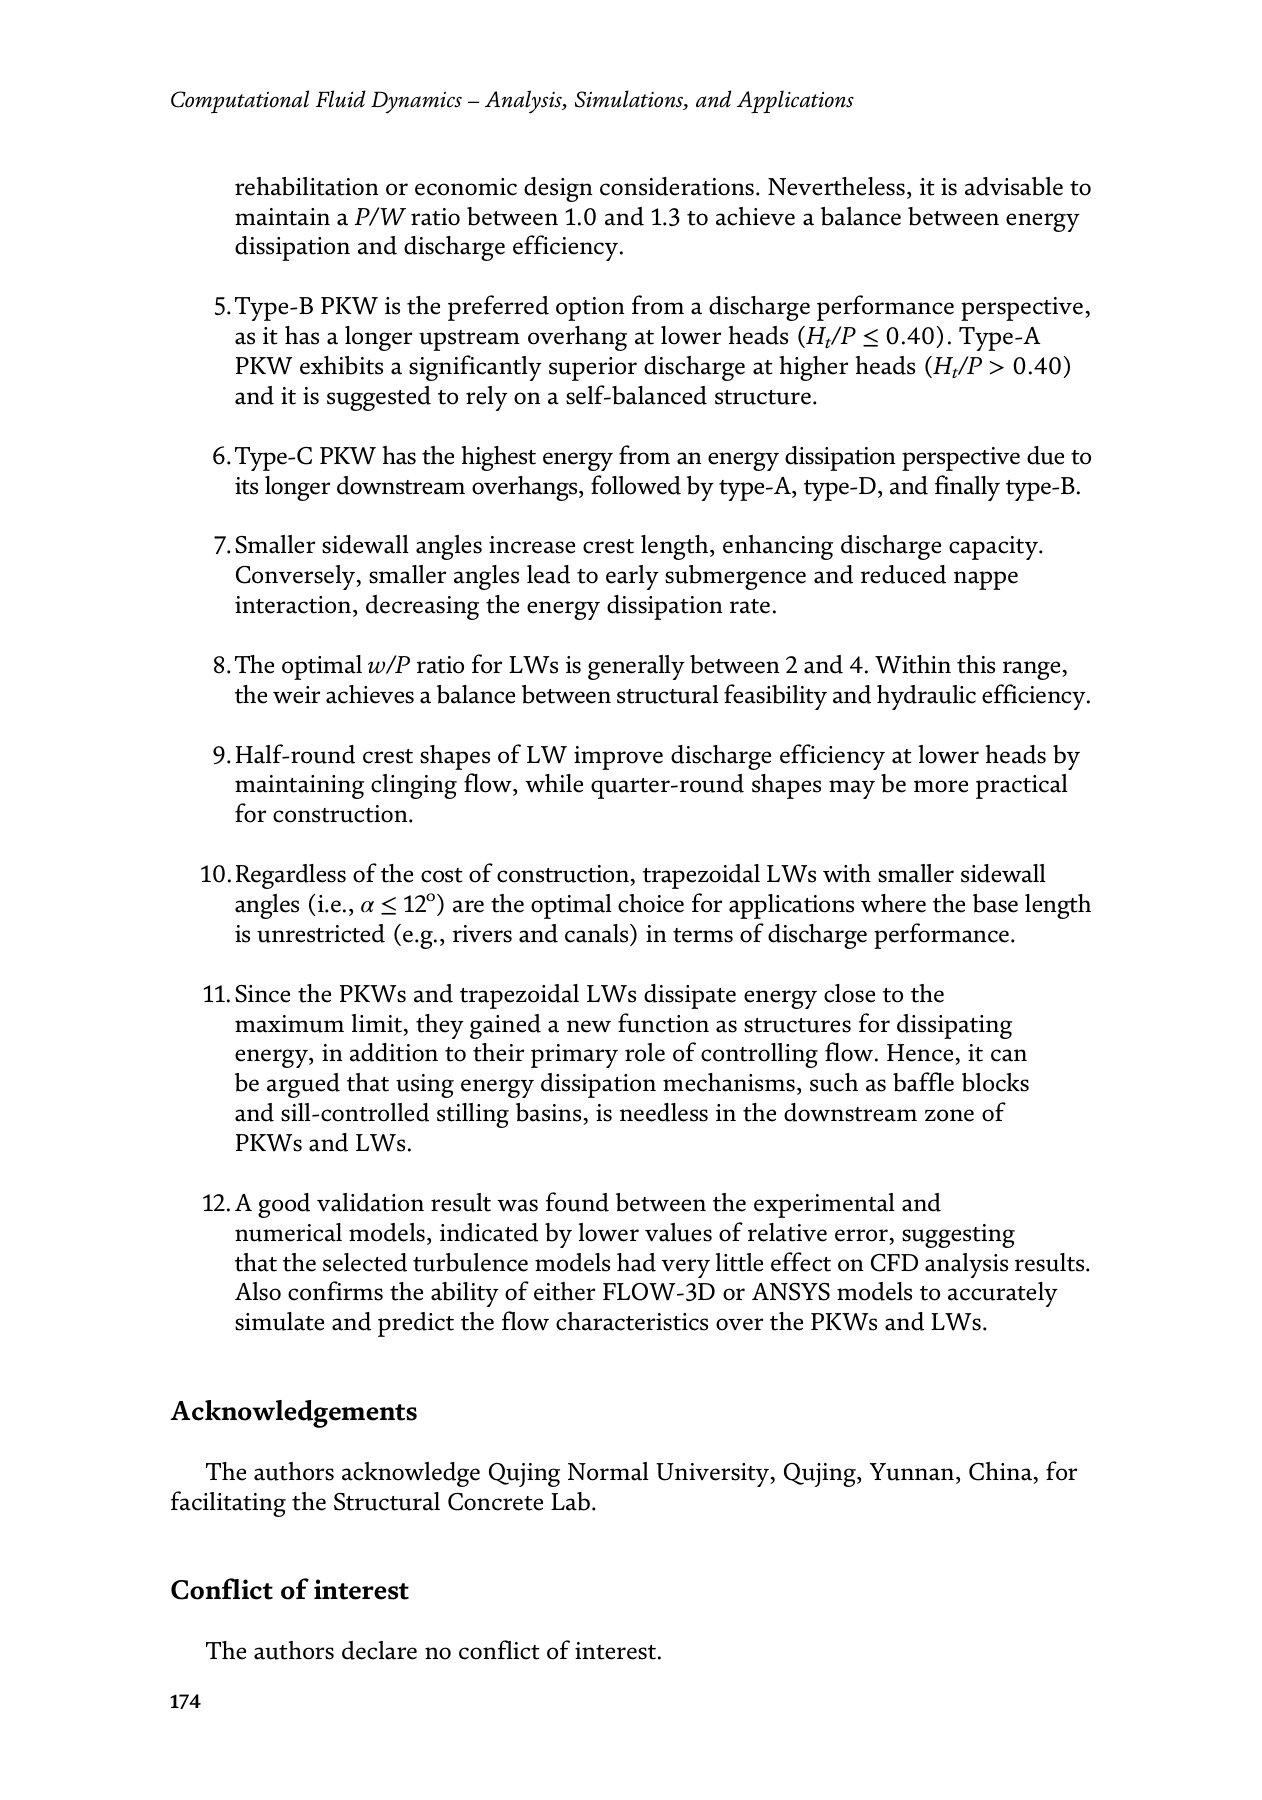 Computational Fluid Dynamics – Analysis, Simulations, and Applications
rehabilitation or economic design considerations. Nevertheless, it is advisable to
maintain a P/W ratio between 1.0 and 1.3 to achieve a balance between energy
dissipation and discharge efficiency.
5. Type-B PKW is the preferred option from a discharge performance perspective,
as it has a longer upstream overhang at lower heads (Hₜ/P ≤ 0.40). Type-A
PKW exhibits a significantly superior discharge at higher heads (Hₜ/P > 0.40)
and it is suggested to rely on a self-balanced structure.
6. Type-C PKW has the highest energy from an energy dissipation perspective due to
its longer downstream overhangs, followed by type-A, type-D, and finally type-B.
7. Smaller sidewall angles increase crest length, enhancing discharge capacity.
Conversely, smaller angles lead to early submergence and reduced nappe
interaction, decreasing the energy dissipation rate.
8. The optimal w/P ratio for LWs is generally between 2 and 4. Within this range,
the weir achieves a balance between structural feasibility and hydraulic efficiency.
9. Half-round crest shapes of LW improve discharge efficiency at lower heads by
maintaining clinging flow, while quarter-round shapes may be more practical
for construction.
10. Regardless of the cost of construction, trapezoidal LWs with smaller sidewall
angles (i.e., α ≤ 12º) are the optimal choice for applications where the base length
is unrestricted (e.g., rivers and canals) in terms of discharge performance.
11. Since the PKWs and trapezoidal LWs dissipate energy close to the
maximum limit, they gained a new function as structures for dissipating
energy, in addition to their primary role of controlling flow. Hence, it can
be argued that using energy dissipation mechanisms, such as baffle blocks
and sill-controlled stilling basins, is needless in the downstream zone of
PKWs and LWs.
12. A good validation result was found between the experimental and
numerical models, indicated by lower values of relative error, suggesting
that the selected turbulence models had very little effect on CFD analysis results.
Also confirms the ability of either FLOW-3D or ANSYS models to accurately
simulate and predict the flow characteristics over the PKWs and LWs.
Acknowledgements
The authors acknowledge Qujing Normal University, Qujing, Yunnan, China, for
facilitating the Structural Concrete Lab.
Conflict of interest
The authors declare no conflict of interest.
174